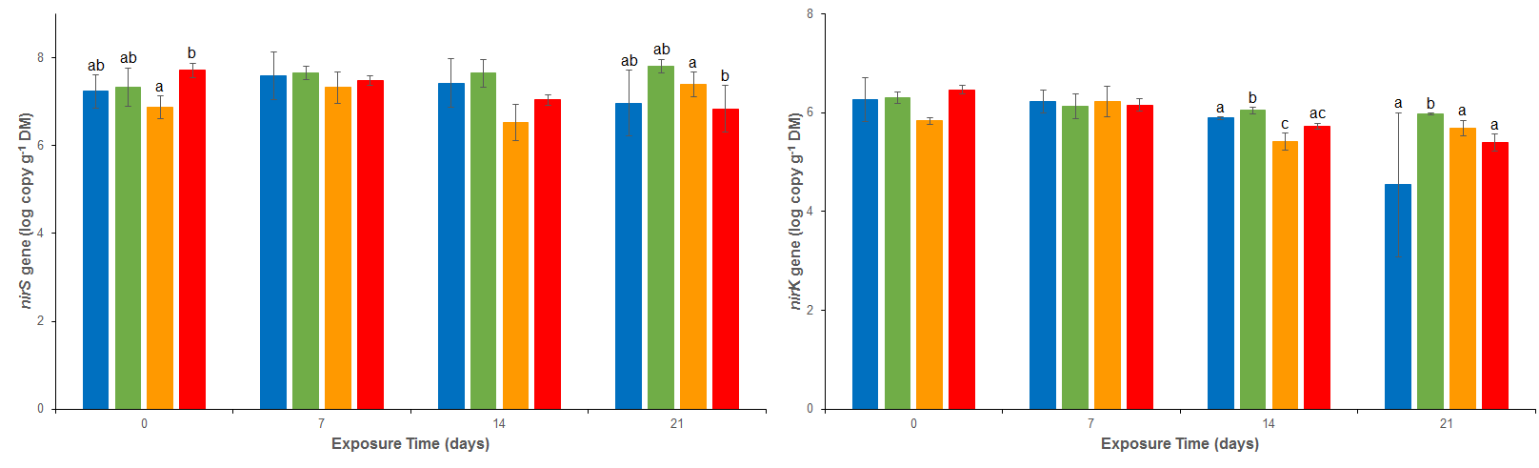 nirS gene (log copy g-1 DM)
8
6
4
2
0
ab ab a b
ab ab a b
0 7 14 21
Exposure Time (days)
nirK gene (log copy g-1 DM)
8
6
4
2
0
a b c ac
a b a a
0 7 14 21
Exposure Time (days)